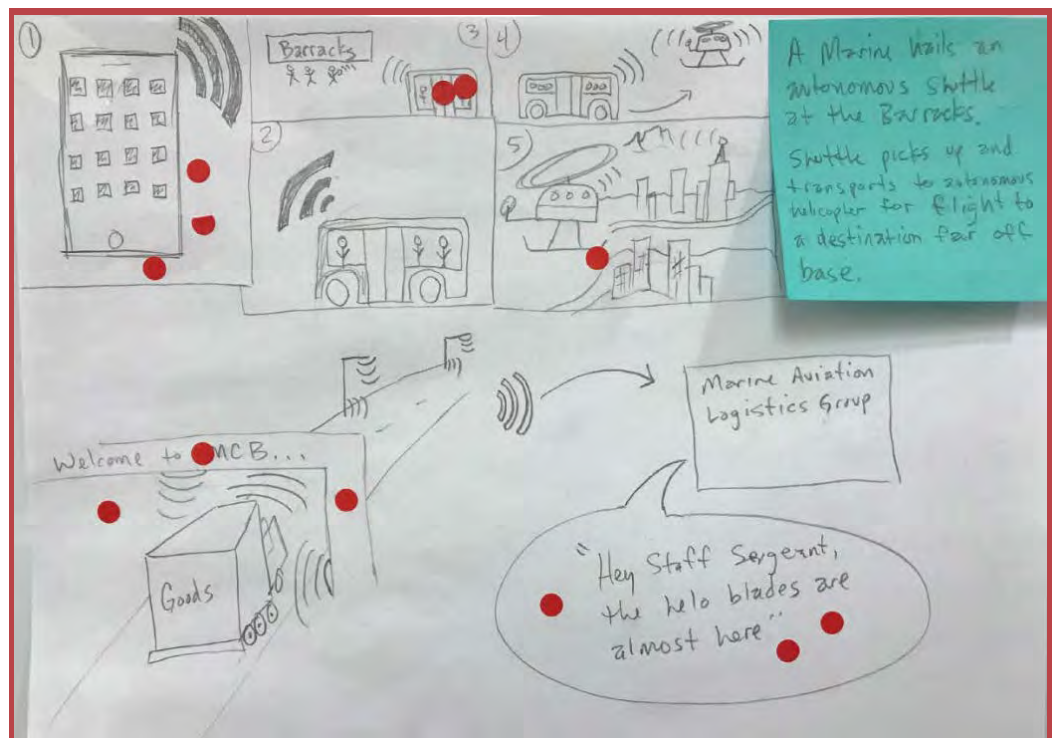 1
Barracks
3
4
2
5
A Marine hails an
autonomous shuttle
at the Barracks.
Shuttle picks up and
transports to autonomous
helicopter for flight to
a destination far off
base.
Welcome to MCB...
Goods
Marine Aviation
Logistics Group
"Hey Staff Sergeant,
the helo blades are
almost here"